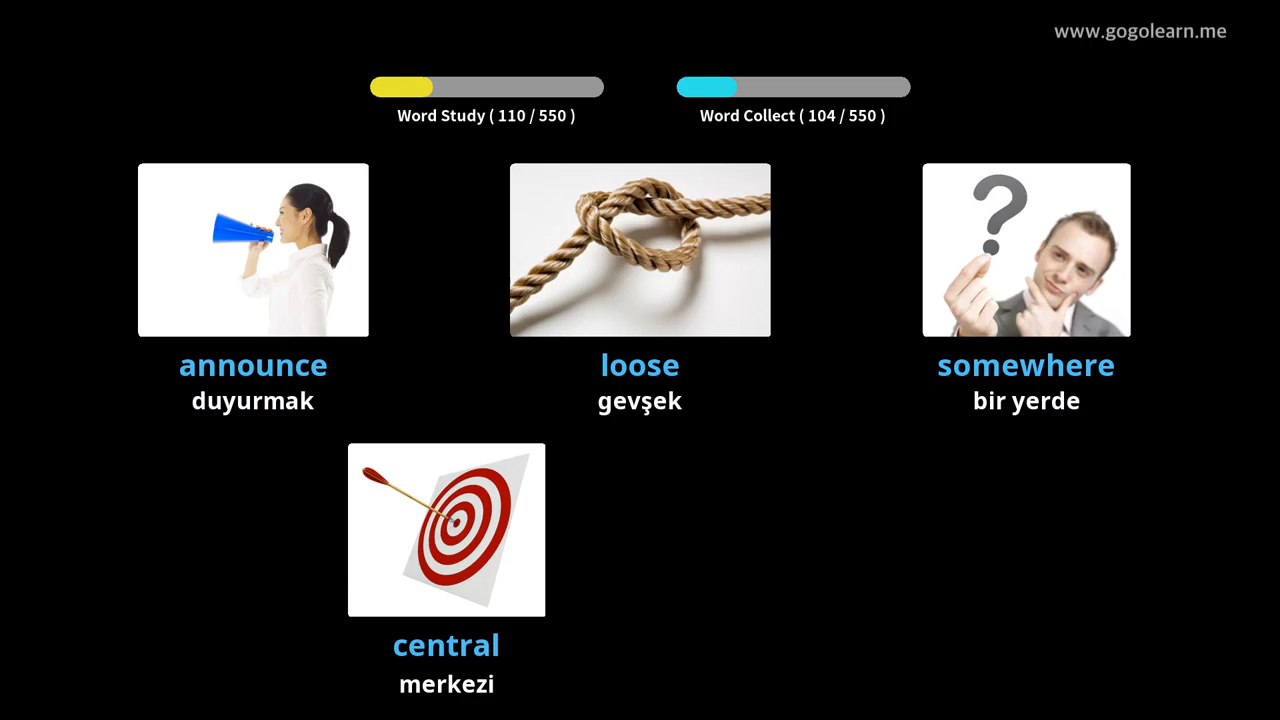 www.gogolearn.me
Word Study ( 110 / 550 )
Word Collect ( 104 / 550 )
announce
duyurmak
loose
gevşek
somewhere
bir yerde
?
central
merkezi